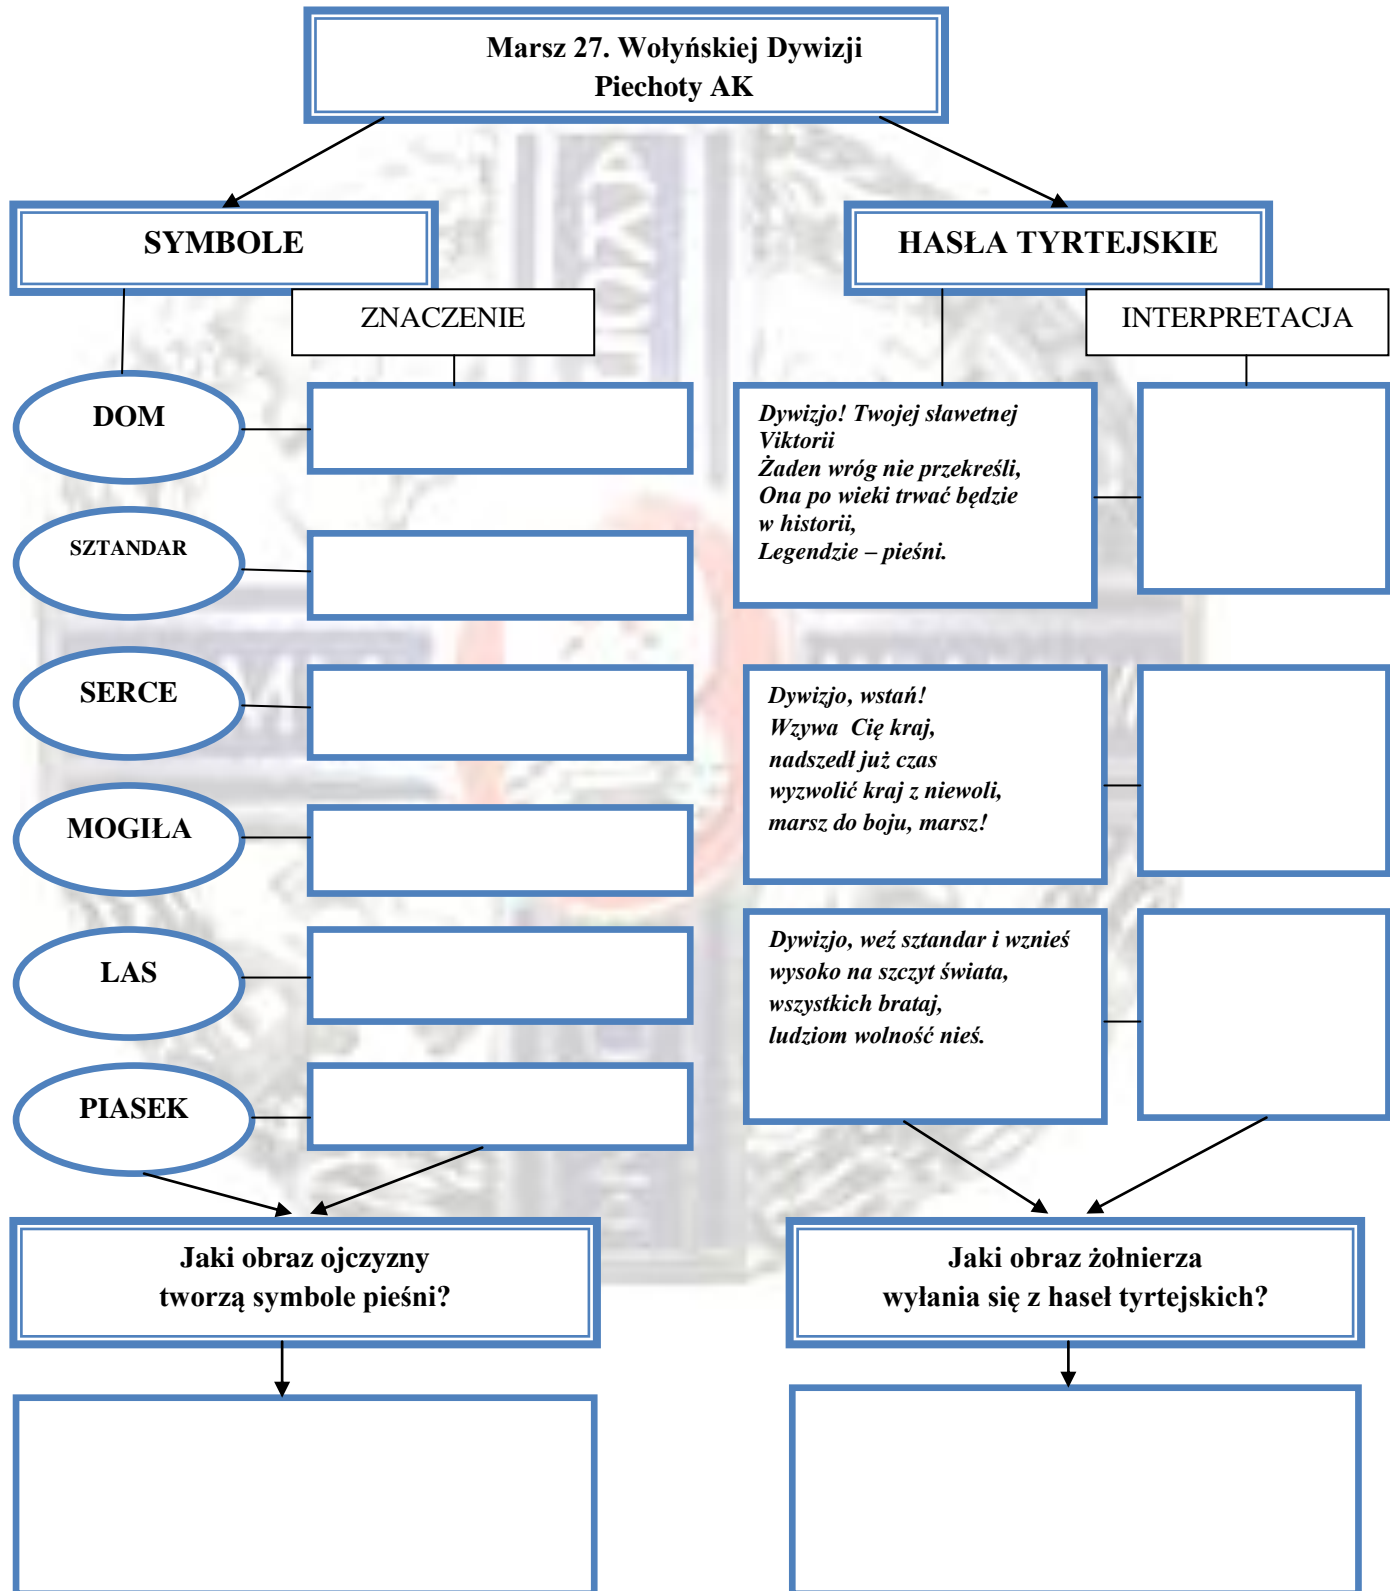 Marsz 27. Wołyńskiej Dywizji
Piechoty AK
SYMBOLE
ZNACZENIE
DOM
SZTANDAR
SERCE
MOGIŁA
LAS
PIASEK
Jaki obraz ojczyzny
tworzą symbole pieśni?
HASŁA TYRTEJSKIE
INTERPRETACJA
Dywizjo! Twojej sławetnej
Viktorii
Żaden wróg nie przekreśli,
Ona po wieki trwać będzie
w historii,
Legendzie – pieśni.
Dywizjo, wstań!
Wzywa Cię kraj,
nadszedł już czas
wyzwolić kraj z niewoli,
marsz do boju, marsz!
Dywizjo, weź sztandar i wznieś
wysoko na szczyt świata,
wszystkich brataj,
ludziom wolność nieś.
Jaki obraz żołnierza
wyłania się z haseł tyrtejskich?